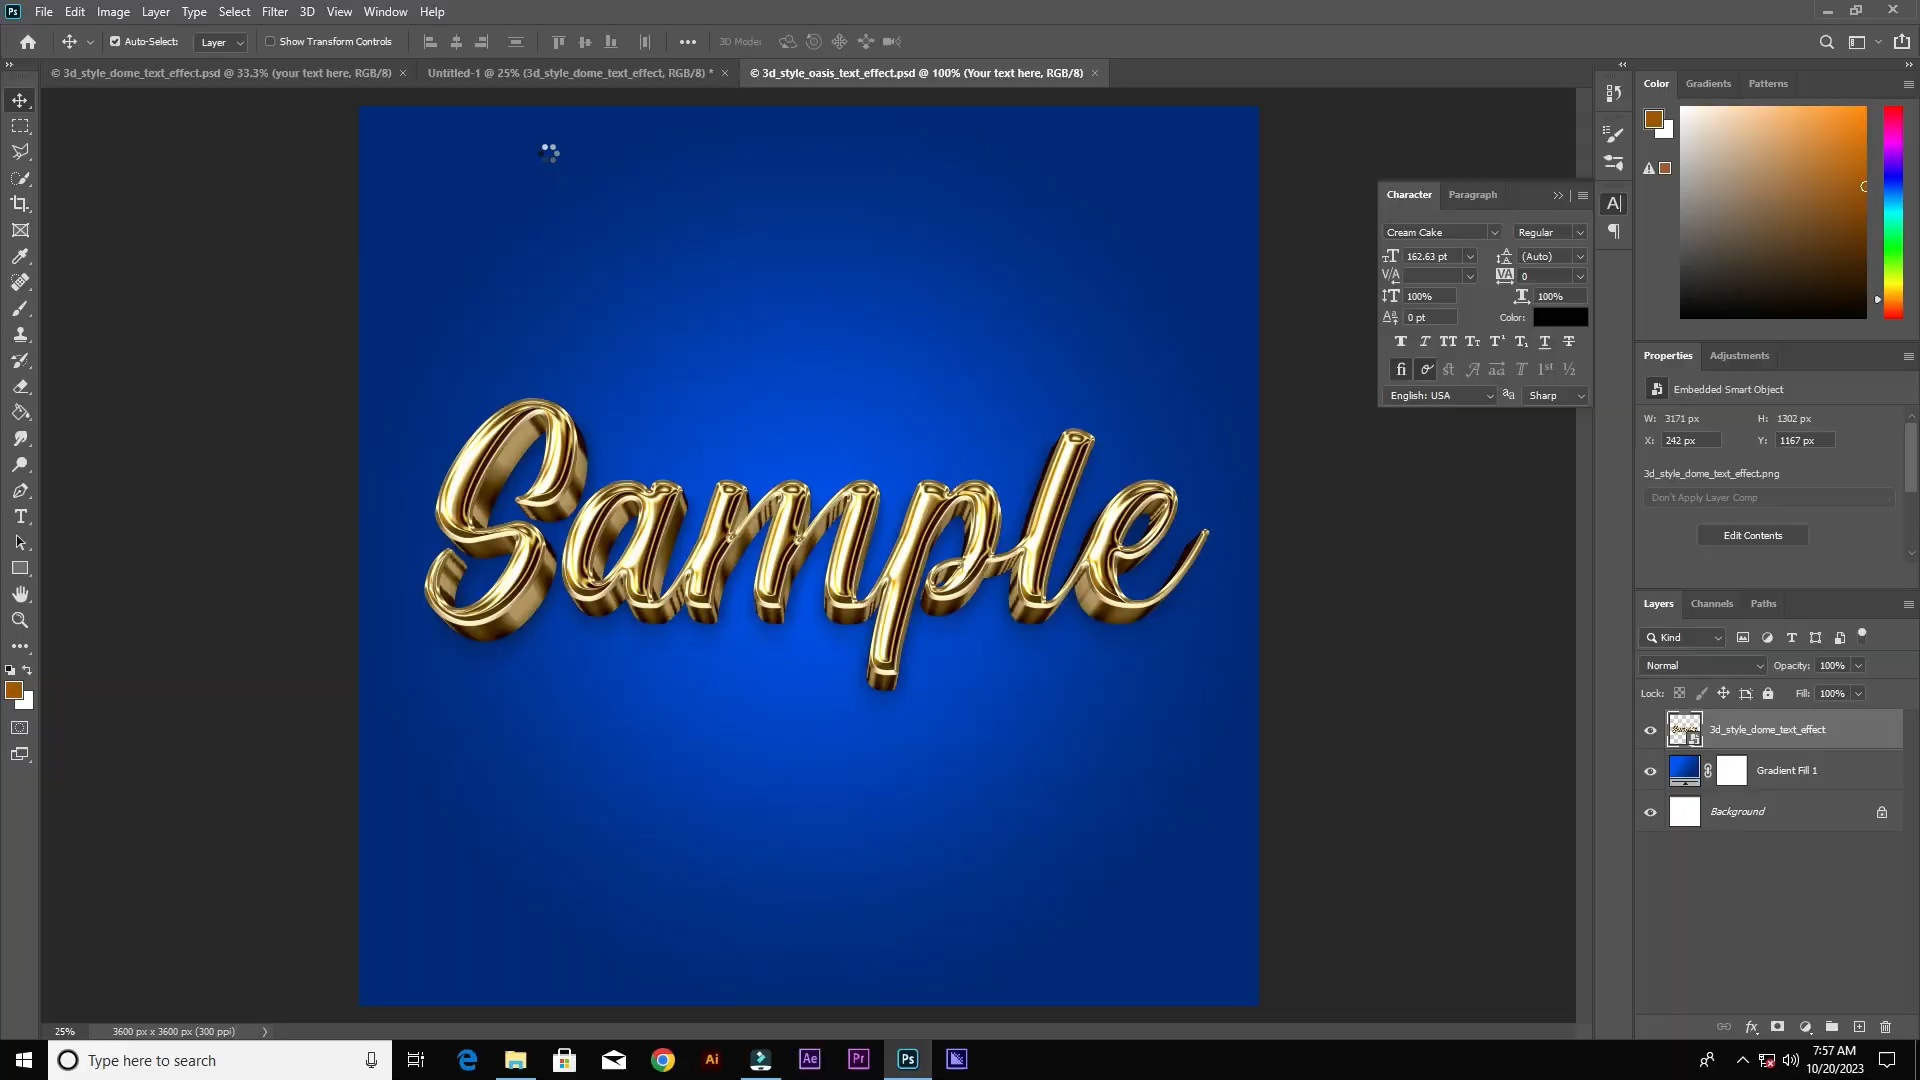 Ps File Edit Image Layer Type Select Filter 3D View Window Help
Auto-Select: Layer Show Transform Controls 3D Mode:
© 3d_style_dome_text_effect.psd @ 33.3% (your text here, RGB/8) Untitled-1 @ 25% (3d_style_dome_text_effect, RGB/8) * © 3d_style_oasis_text_effect.psd @ 100% (Your text here, RGB/8)
Color Gradients Patterns
Character Paragraph
Cream Cake Regular
162.63 pt (Auto)
0
100% 100%
0 pt Color:
English: USA aa Sharp
Properties Adjustments
Embedded Smart Object
W: 3171 px H: 1302 px
X: 242 px Y: 1167 px
3d_style_dome_text_effect.png
Don't Apply Layer Comp
Edit Contents
Sample
Layers Channels Paths
Kind
Normal Opacity: 100%
Lock: Fill: 100%
3d_style_dome_text_effect
Gradient Fill 1
Background
25% 3600 px x 3600 px (300 ppi)
Type here to search
Ai Ae Pr Ps
7:57 AM
10/20/2023